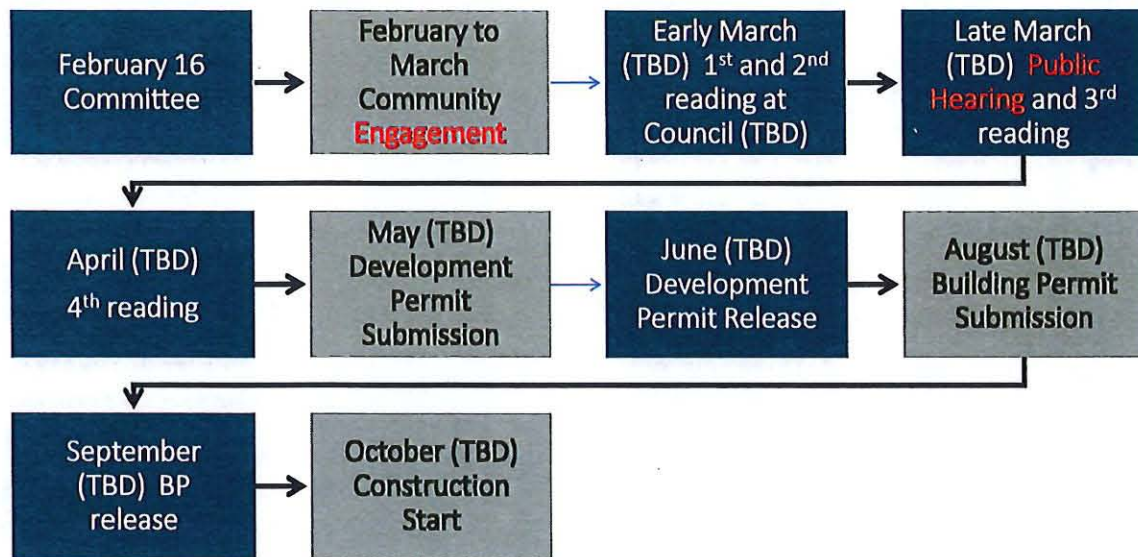 February 16
Committee
February to
March
Community
Engagement
Early March
(TBD) 1st and 2nd
reading at
Council (TBD)
Late March
(TBD) Public
Hearing and 3rd
reading
April (TBD)
4th reading
May (TBD)
Development
Permit
Submission
June (TBD)
Development
Permit Release
August (TBD)
Building Permit
Submission
September
(TBD) BP
release
October (TBD)
Construction
Start